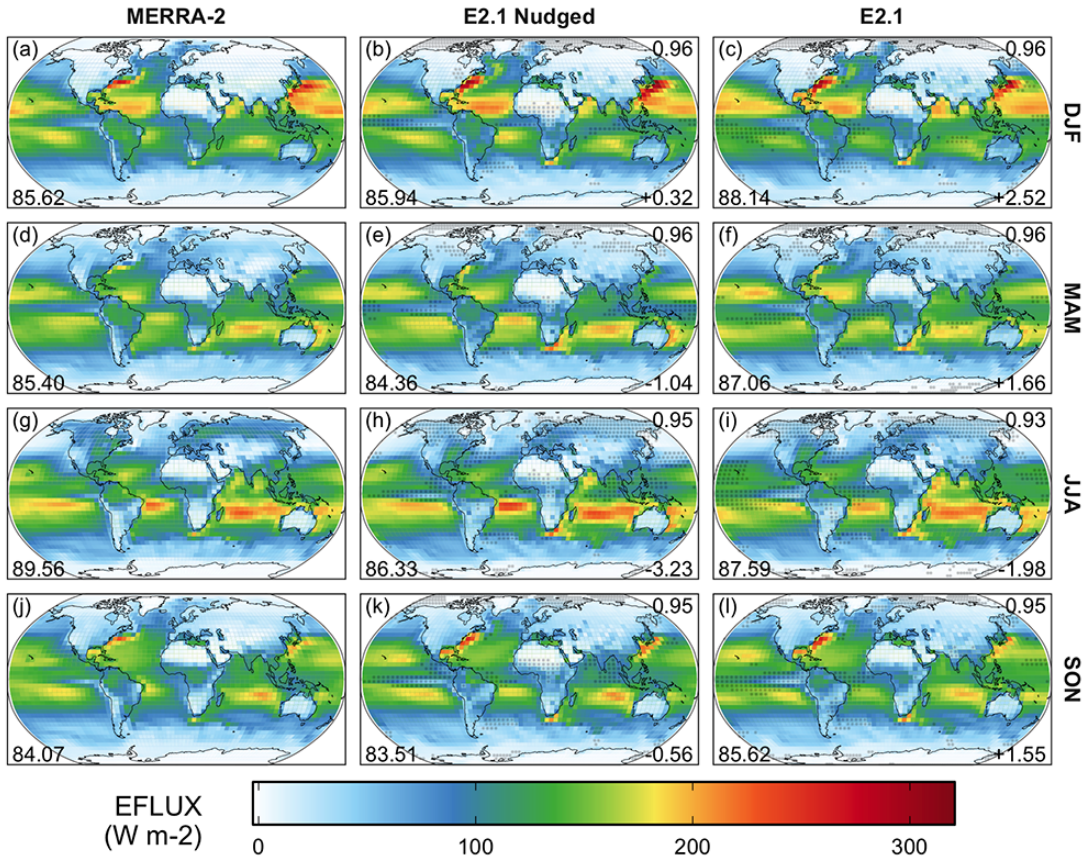 MERRA-2 E2.1 Nudged E2.1
(a) (b) 0.96 (c) 0.96
85.62 85.94 +0.32 88.14 +2.52
DJF
(d) (e) 0.96 (f) 0.96
85.40 84.36 -1.04 87.06 +1.66
MAM
(g) (h) 0.95 (i) 0.93
89.56 86.33 -3.23 87.59 -1.98
JJA
(j) (k) 0.95 (l) 0.95
84.07 83.51 -0.56 85.62 +1.55
SON
EFLUX
(W m-2)
0 100 200 300